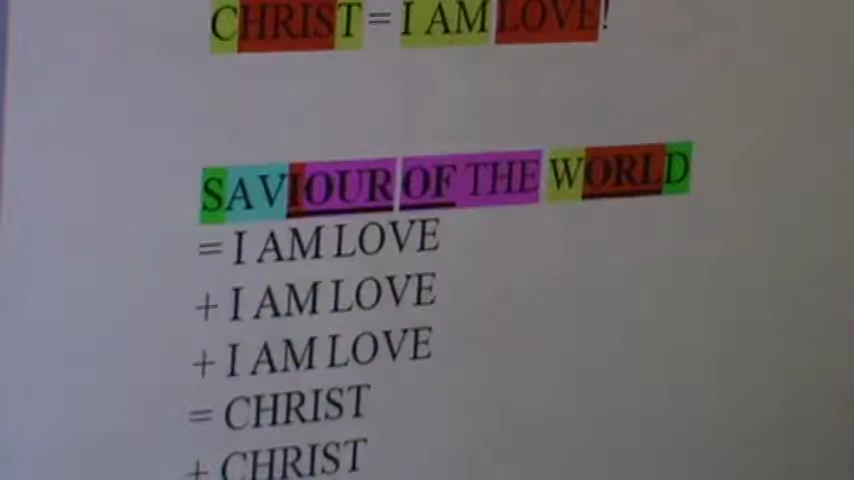 CHRIST = I AM LOVE!
SAVIOUR OF THE WORLD
= I AM LOVE
+ I AM LOVE
+ I AM LOVE
= CHRIST
+ CHRIST